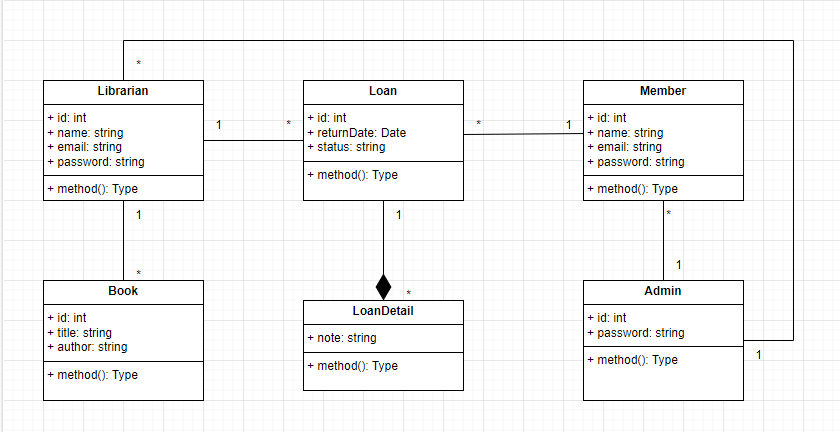 *
Librarian
+ id: int
+ name: string
+ email: string
+ password: string
+ method(): Type
1
*
Loan
+ id: int
+ returnDate: Date
+ status: string
+ method(): Type
*
1
Member
+ id: int
+ name: string
+ email: string
+ password: string
+ method(): Type
1
*
1
*
*
1
Book
+ id: int
+ title: string
+ author: string
+ method(): Type
LoanDetail
+ note: string
+ method(): Type
Admin
+ id: int
+ password: string
+ method(): Type
1